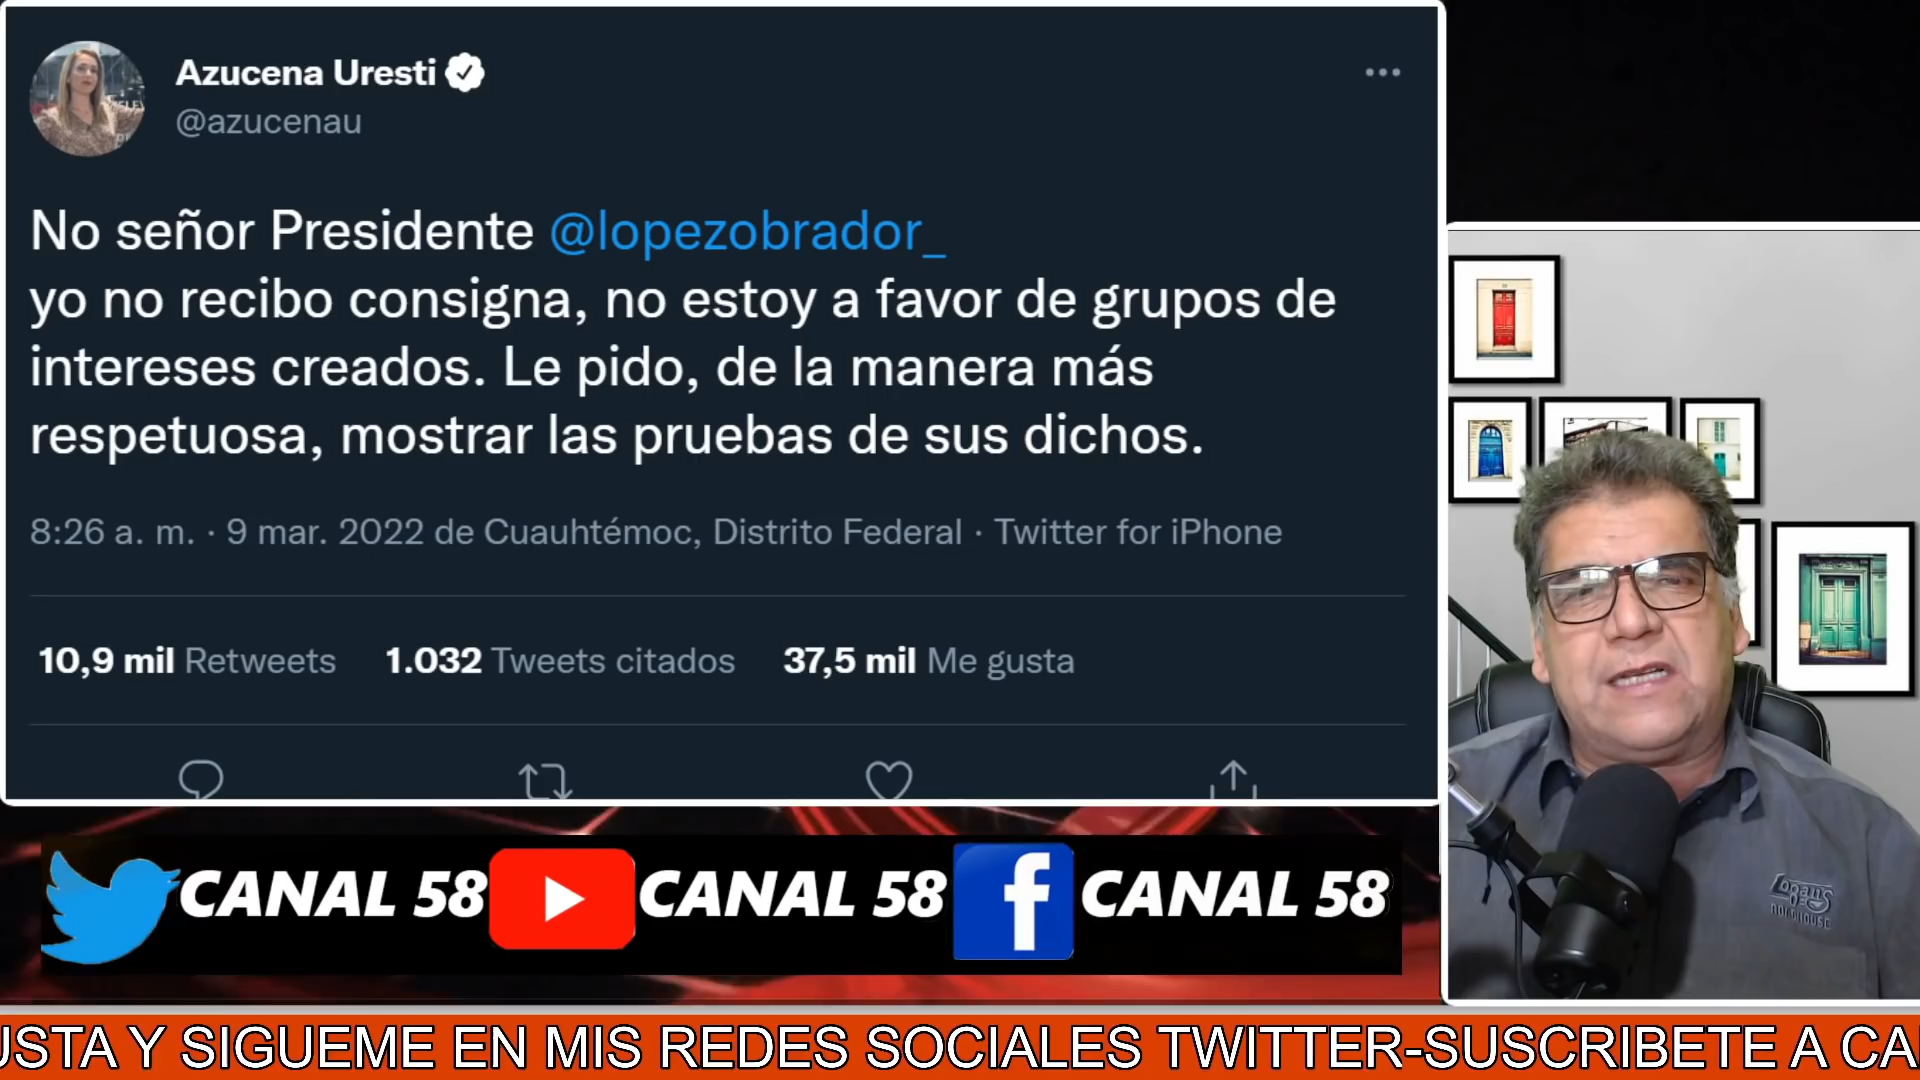 Azucena Uresti
@azucenau
No señor Presidente @lopezobrador_
yo no recibo consigna, no estoy a favor de grupos de
intereses creados. Le pido, de la manera más
respetuosa, mostrar las pruebas de sus dichos.
8:26 a. m. · 9 mar. 2022 de Cuauhtémoc, Distrito Federal · Twitter for iPhone
10,9 mil Retweets 1.032 Tweets citados 37,5 mil Me gusta
CANAL 58 CANAL 58 CANAL 58
Logan's
USTA Y SIGUEME EN MIS REDES SOCIALES TWITTER-SUSCRIBETE A CA